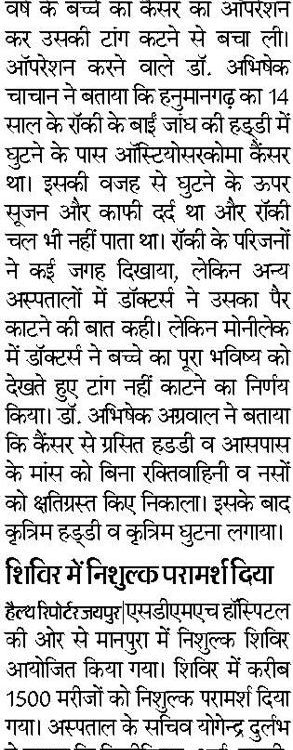 वर्ष के बच्चे का कैंसर का ऑपरेशन
कर उसकी टांग कटने से बचा ली।
ऑपरेशन करने वाले डॉ. अभिषेक
चाचान ने बताया कि हनुमानगढ़ का 14
साल के रॉकी के बाईं जांघ की हड्डी में
घुटने के पास ऑस्टियोसरकोमा कैंसर
था। इसकी वजह से घुटने के ऊपर
सूजन और काफी दर्द था और रॉकी
चल भी नहीं पाता था। रॉकी के परिजनों
ने कई जगह दिखाया, लेकिन अन्य
अस्पतालों में डॉक्टर्स ने उसका पैर
काटने की बात कही। लेकिन मोनीलेक
में डॉक्टर्स ने बच्चे का पूरा भविष्य को
देखते हुए टांग नहीं काटने का निर्णय
किया। डॉ. अभिषेक अग्रवाल ने बताया
कि कैंसर से ग्रसित हडडी व आसपास
के मांस को बिना रक्तिवाहिनी व नसों
को क्षतिग्रस्त किए निकाला। इसके बाद
कृत्रिम हड्डी व कृत्रिम घुटना लगाया।
शिविर में निशुल्क परामर्श दिया
हैल्थ रिपोर्टर जयपुर|एसडीएमएच हॉस्पिटल
की ओर से मानपुरा में निशुल्क शिविर
आयोजित किया गया। शिविर में करीब
1500 मरीजों को निशुल्क परामर्श दिया
गया। अस्पताल के सचिव योगेन्द्र दुर्लभ